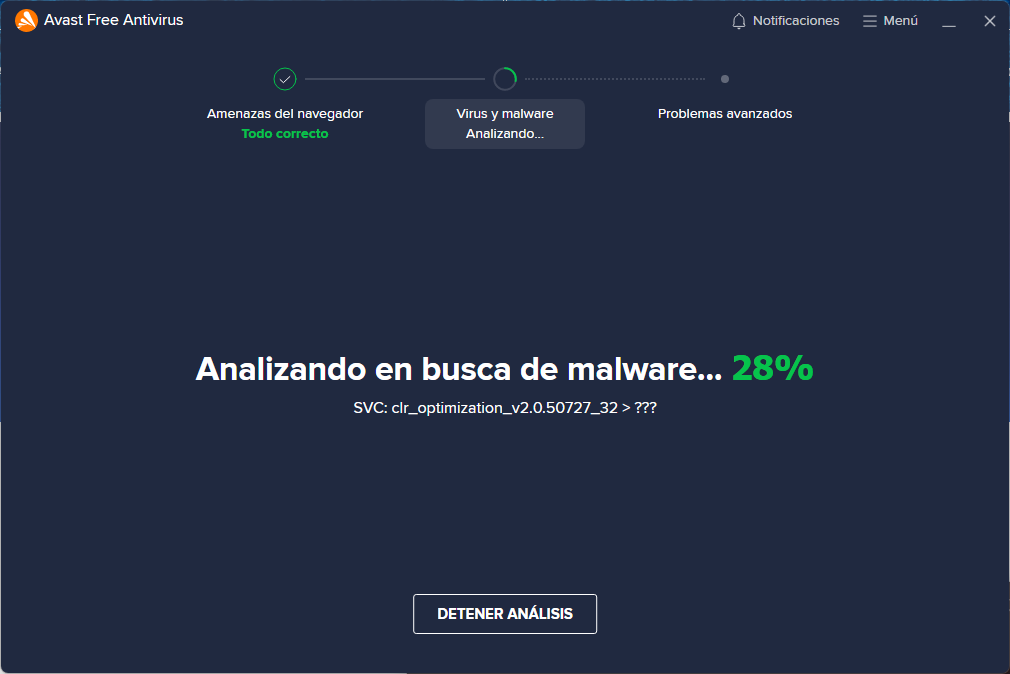 Avast Free Antivirus
Notificaciones
Menú
Amenazas del navegador
Todo correcto
Virus y malware
Analizando...
Problemas avanzados
Analizando en busca de malware... 28%
SVC: clr_optimization_v2.0.50727_32 > ???
DETENER ANÁLISIS